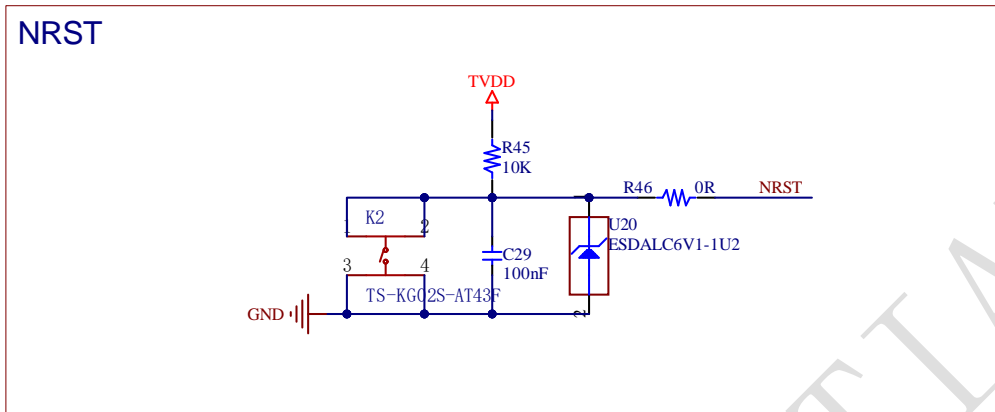 NRST
TVDD
R45
10K
R46 0R NRST
K2
1 2
U20
ESDALC6V1-1U2
C29
100nF
3 4
TS-KG02S-AT43F
GND
2